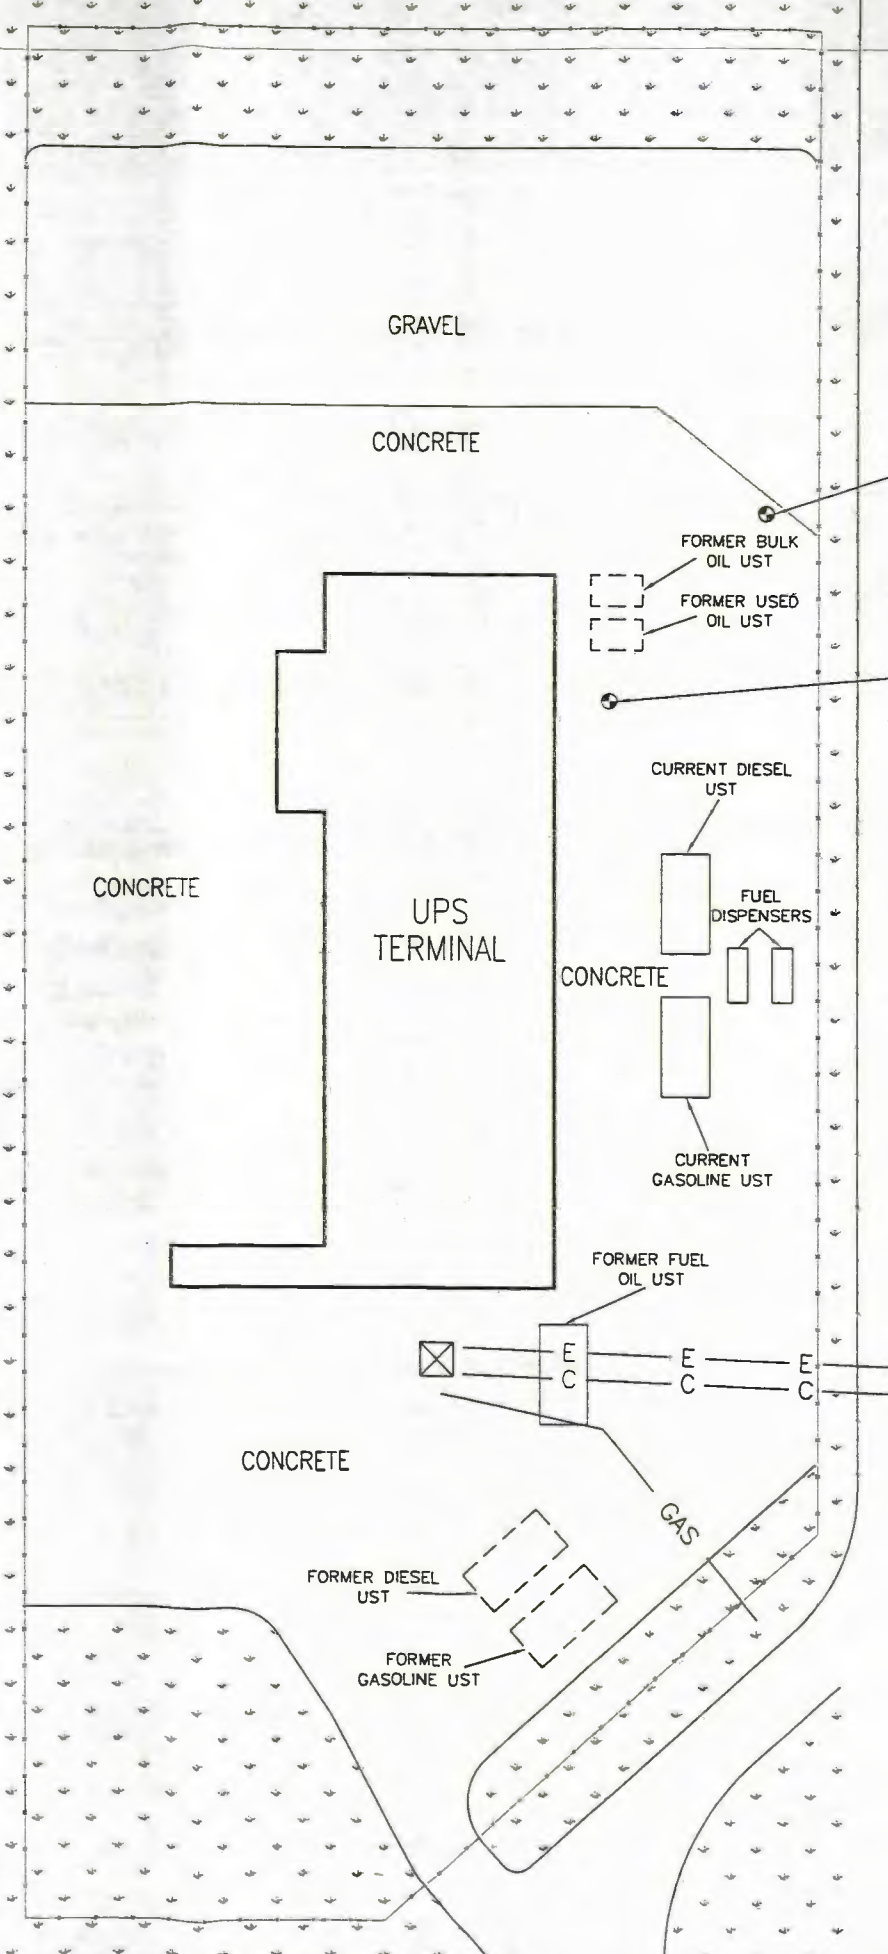 GRAVEL
CONCRETE
FORMER BULK
OIL UST
FORMER USED
OIL UST
CURRENT DIESEL
UST
CONCRETE
UPS
TERMINAL
FUEL
DISPENSERS
CONCRETE
CURRENT
GASOLINE UST
FORMER FUEL
OIL UST
E E E
C C C
CONCRETE
GAS
FORMER DIESEL
UST
FORMER
GASOLINE UST